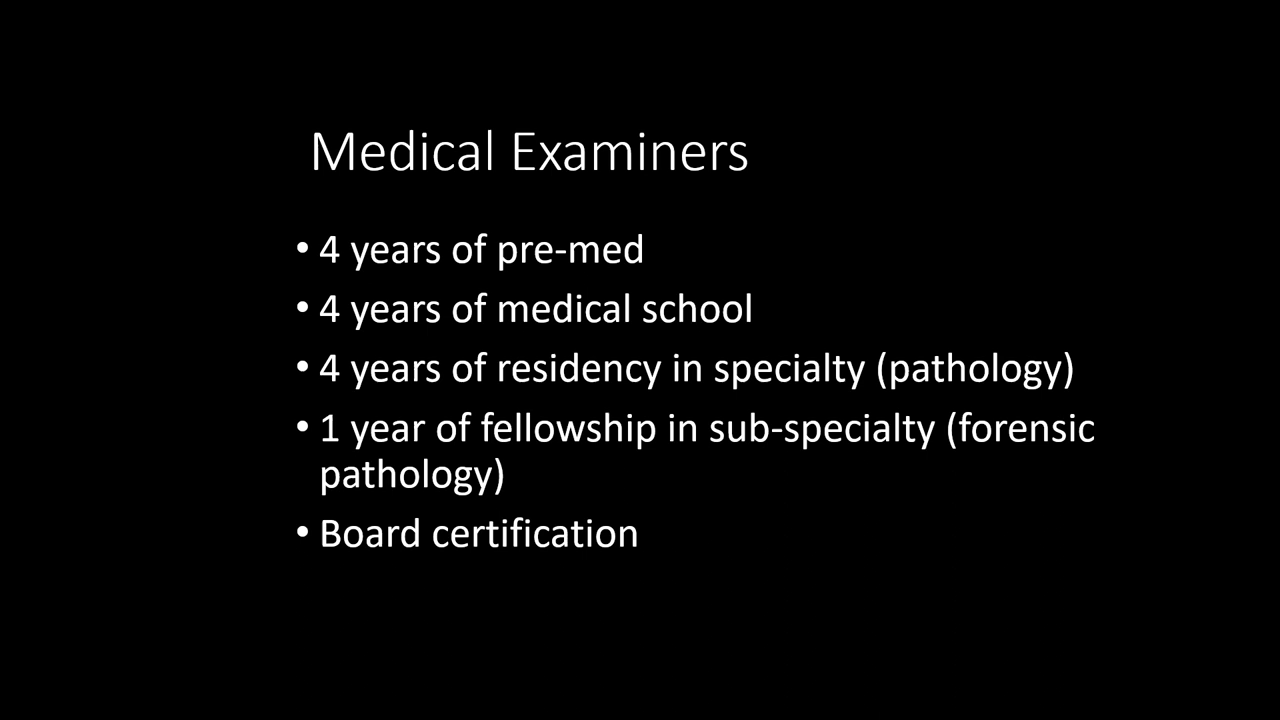 Medical Examiners
• 4 years of pre-med
• 4 years of medical school
• 4 years of residency in specialty (pathology)
• 1 year of fellowship in sub-specialty (forensic
pathology)
• Board certification